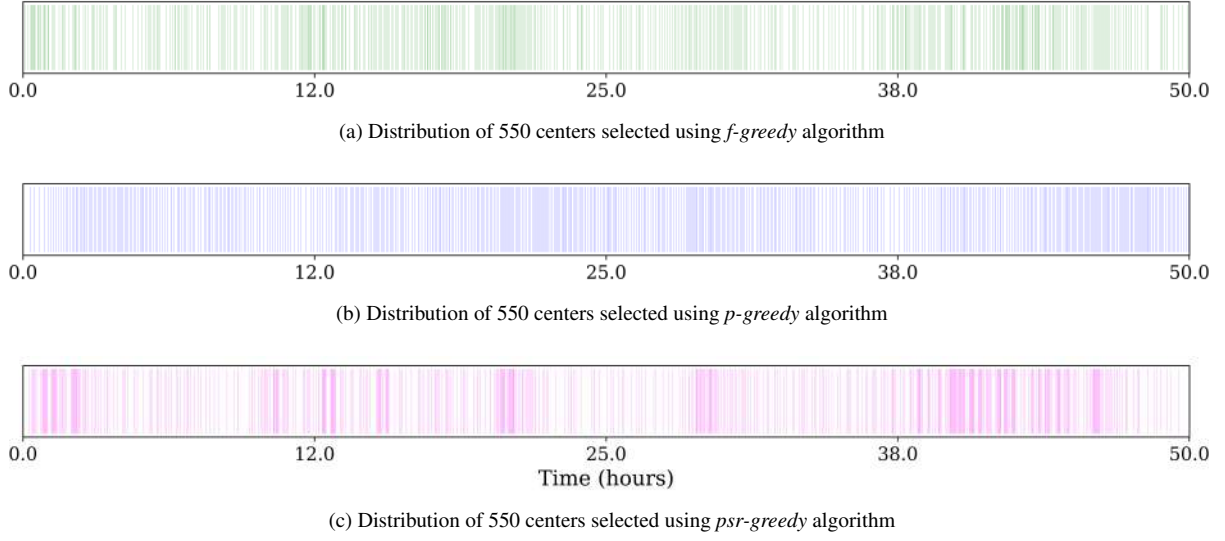 0.0 12.0 25.0 38.0 50.0
(a) Distribution of 550 centers selected using f-greedy algorithm
0.0 12.0 25.0 38.0 50.0
(b) Distribution of 550 centers selected using p-greedy algorithm
0.0 12.0 25.0 38.0 50.0
Time (hours)
(c) Distribution of 550 centers selected using psr-greedy algorithm